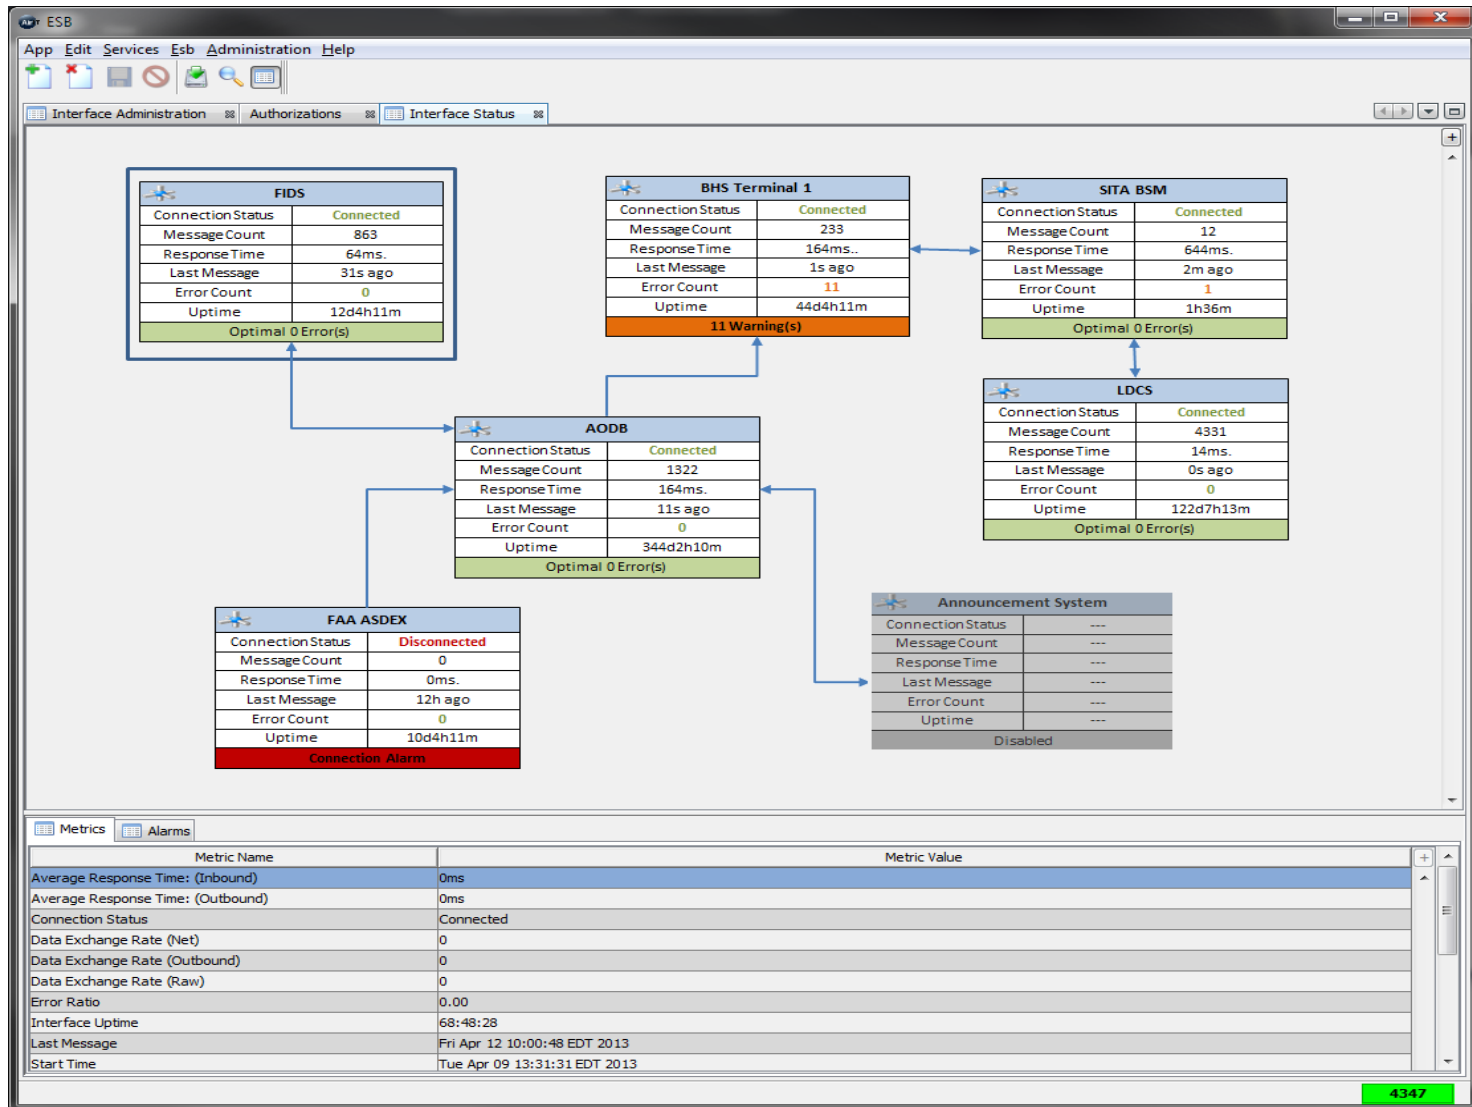 ESB
App Edit Services Esb Administration Help
Interface Administration Authorizations Interface Status
FIDS
Connection Status Connected
Message Count 863
Response Time 64ms.
Last Message 31s ago
Error Count 0
Uptime 12d4h11m
Optimal 0 Error(s)
BHS Terminal 1
Connection Status Connected
Message Count 233
Response Time 164ms..
Last Message 1s ago
Error Count 11
Uptime 44d4h11m
11 Warning(s)
SITA BSM
Connection Status Connected
Message Count 12
Response Time 644ms.
Last Message 2m ago
Error Count 1
Uptime 1h36m
Optimal 0 Error(s)
LDCS
Connection Status Connected
Message Count 4331
Response Time 14ms.
Last Message 0s ago
Error Count 0
Uptime 122d7h13m
Optimal 0 Error(s)
AODB
Connection Status Connected
Message Count 1322
Response Time 164ms.
Last Message 11s ago
Error Count 0
Uptime 344d2h10m
Optimal 0 Error(s)
FAA ASDEX
Connection Status Disconnected
Message Count 0
Response Time 0ms.
Last Message 12h ago
Error Count 0
Uptime 10d4h11m
Connection Alarm
Announcement System
Connection Status ---
Message Count ---
Response Time ---
Last Message ---
Error Count ---
Uptime ---
Disabled
Metrics Alarms
Metric Name Metric Value
Average Response Time: (Inbound) 0ms
Average Response Time: (Outbound) 0ms
Connection Status Connected
Data Exchange Rate (Net) 0
Data Exchange Rate (Outbound) 0
Data Exchange Rate (Raw) 0
Error Ratio 0.00
Interface Uptime 68:48:28
Last Message Fri Apr 12 10:00:48 EDT 2013
Start Time Tue Apr 09 13:31:31 EDT 2013
4347